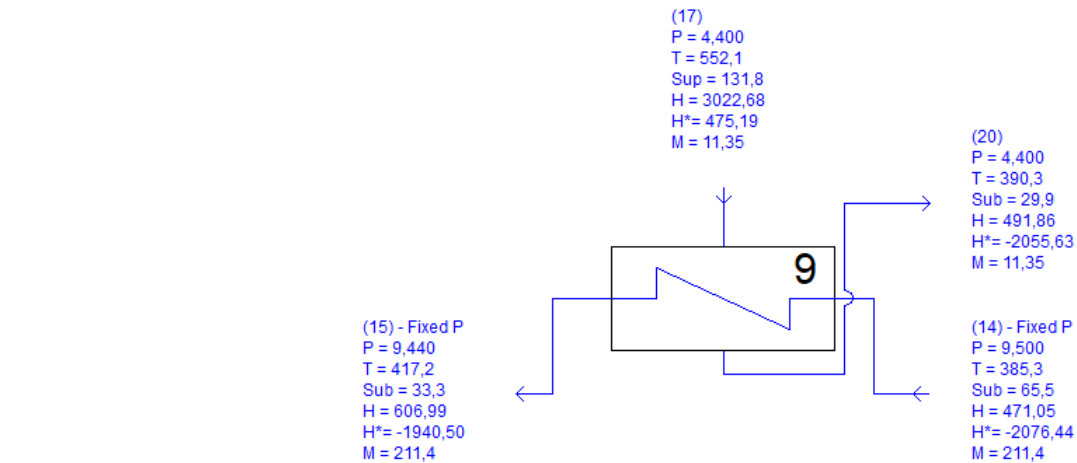 (17)
P = 4,400
T = 552,1
Sup = 131,8
H = 3022,68
H*= 475,19
M = 11,35
(20)
P = 4,400
T = 390,3
Sub = 29,9
H = 491,86
H*= -2055,63
M = 11,35
9
(15) - Fixed P
P = 9,440
T = 417,2
Sub = 33,3
H = 606,99
H*= -1940,50
M = 211,4
(14) - Fixed P
P = 9,500
T = 385,3
Sub = 65,5
H = 471,05
H*= -2076,44
M = 211,4